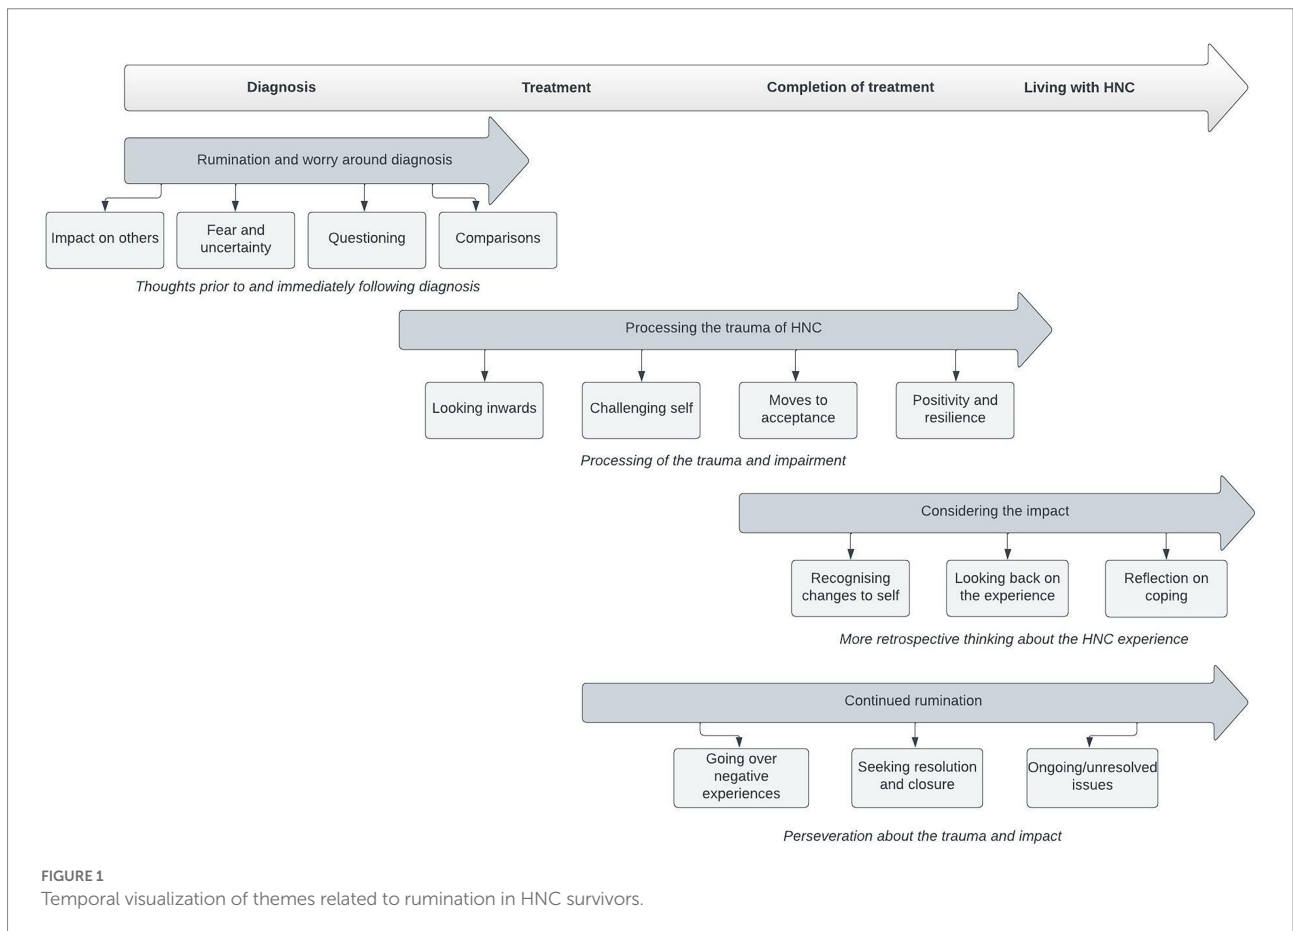 Diagnosis Treatment Completion of treatment Living with HNC
Rumination and worry around diagnosis
Impact on others
Fear and
uncertainty
Questioning
Comparisons
Thoughts prior to and immediately following diagnosis
Processing the trauma of HNC
Looking inwards
Challenging self
Moves to
acceptance
Positivity and
resilience
Processing of the trauma and impairment
Considering the impact
Recognising
changes to self
Looking back on
the experience
Reflection on
coping
More retrospective thinking about the HNC experience
Continued rumination
Going over
negative
experiences
Seeking resolution
and closure
Ongoing/unresolved
issues
Perseveration about the trauma and impact
FIGURE 1
Temporal visualization of themes related to rumination in HNC survivors.